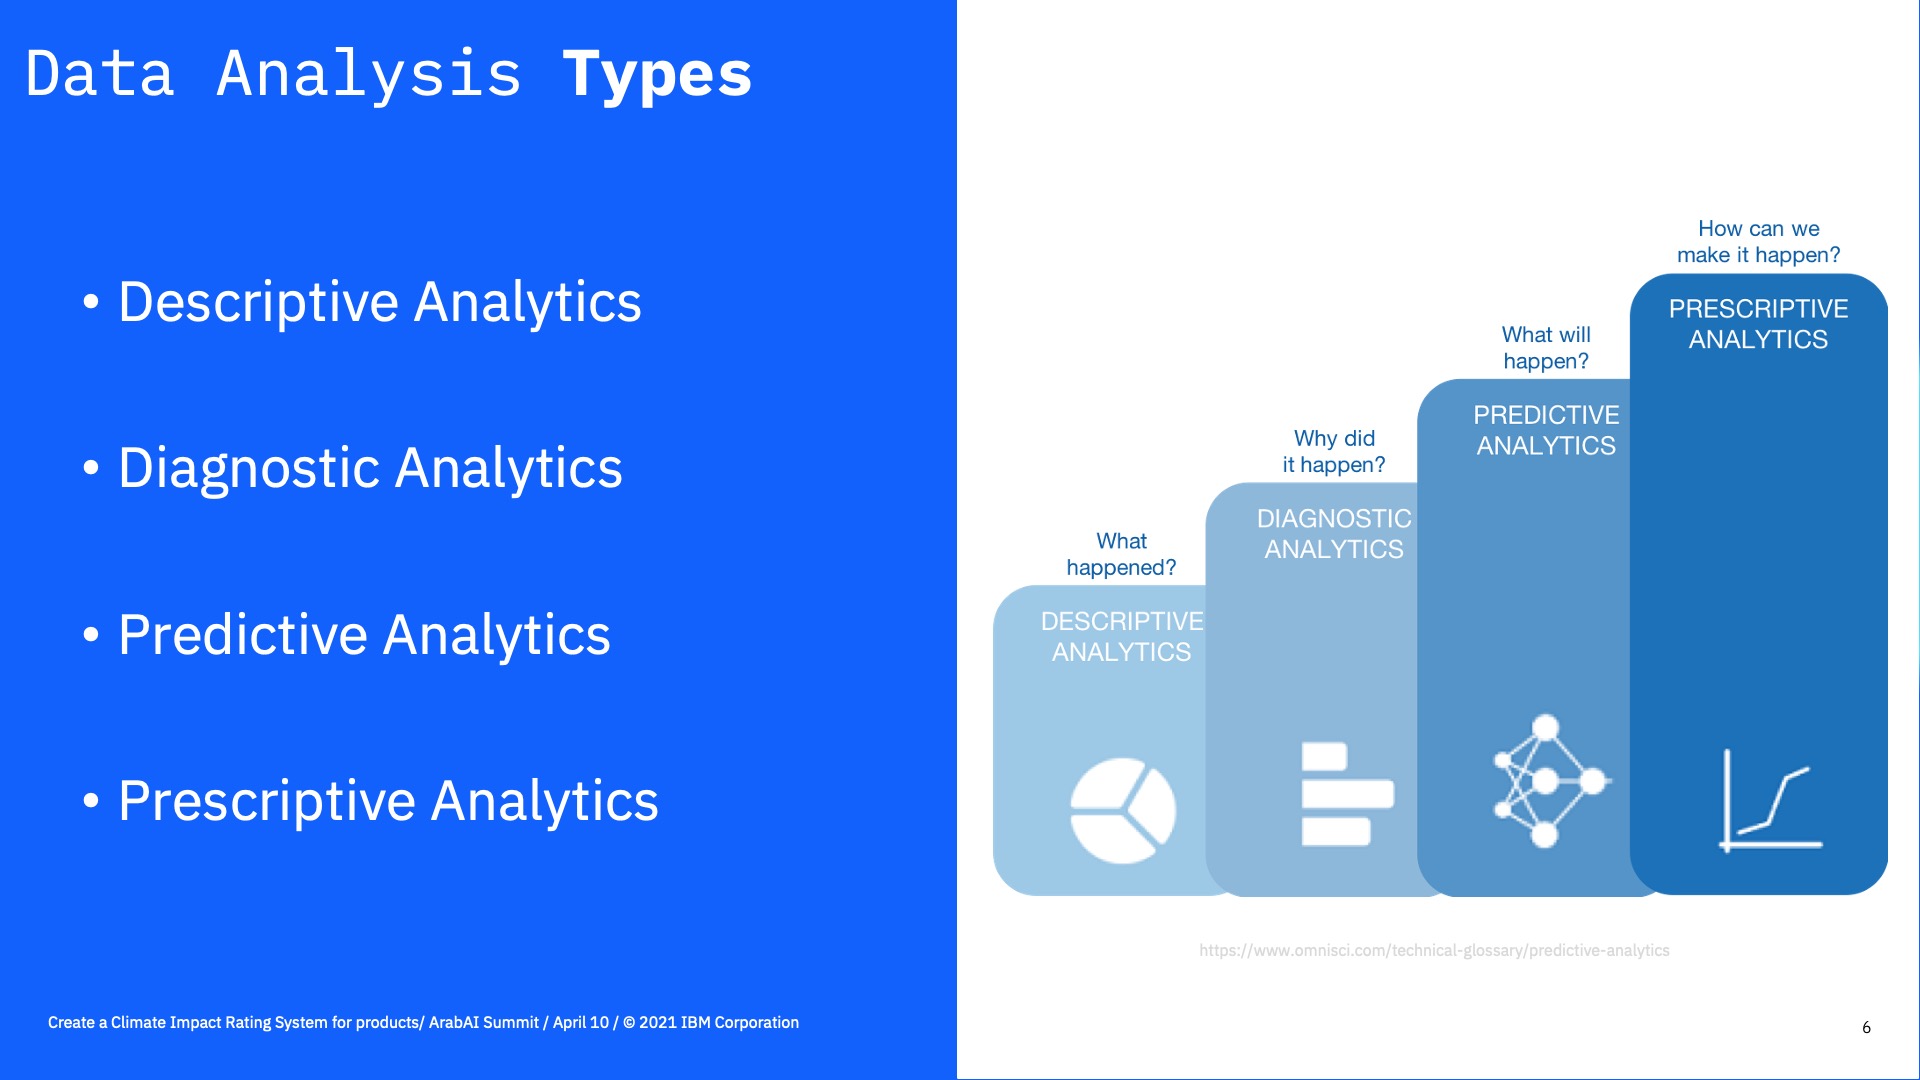 Data Analysis Types
• Descriptive Analytics
• Diagnostic Analytics
• Predictive Analytics
• Prescriptive Analytics
What
happened?
DESCRIPTIVE
ANALYTICS
Why did
it happen?
DIAGNOSTIC
ANALYTICS
What will
happen?
PREDICTIVE
ANALYTICS
How can we
make it happen?
PRESCRIPTIVE
ANALYTICS
https://www.omnisci.com/technical-glossary/predictive-analytics
Create a Climate Impact Rating System for products/ ArabAI Summit / April 10 / © 2021 IBM Corporation
6